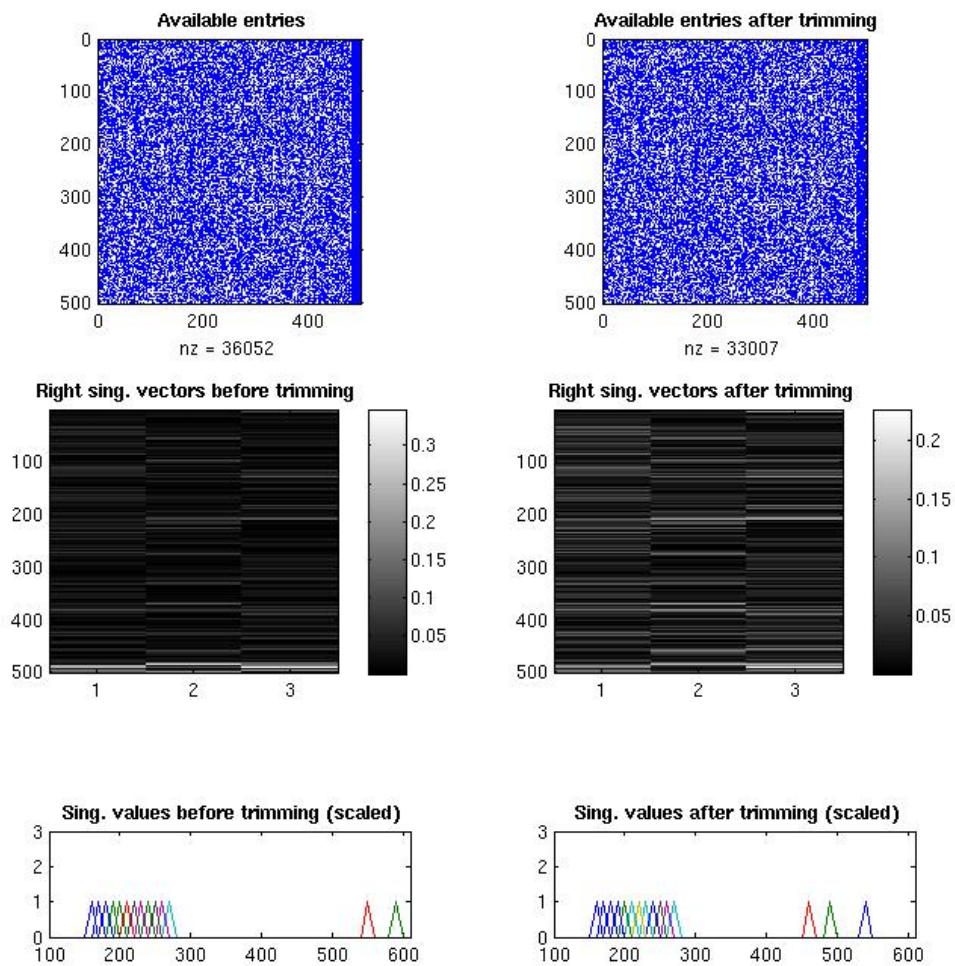 Available entries
Available entries after trimming
0
100
200
300
400
500
0 200 400
nz = 36052
0
100
200
300
400
500
0 200 400
nz = 33007
Right sing. vectors before trimming
100
200
300
400
500
1 2 3
0.3
0.25
0.2
0.15
0.1
0.05
Right sing. vectors after trimming
100
200
300
400
500
1 2 3
0.2
0.15
0.1
0.05
Sing. values before trimming (scaled)
3
2
1
0
100 200 300 400 500 600
Sing. values after trimming (scaled)
3
2
1
0
100 200 300 400 500 600